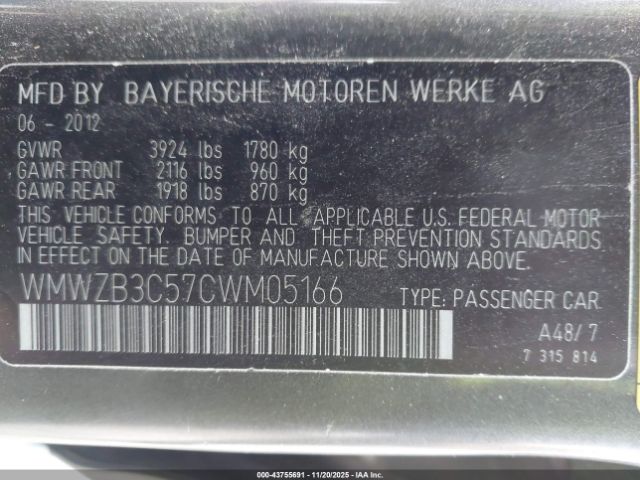 MFD BY BAYERISCHE MOTOREN WERKE AG
06 - 2012
GVWR 3924 lbs 1780 kg
GAWR FRONT 2116 lbs 960 kg
GAWR REAR 1918 lbs 870 kg
THIS VEHICLE CONFORMS TO ALL APPLICABLE U.S. FEDERAL MOTOR
VEHICLE SAFETY, BUMPER AND THEFT PREVENTION STANDARDS
IN EFFECT ON THE DATE OF MANUFACTURE SHOWN ABOVE.
WMWZB3C57CWM05166 TYPE: PASSENGER CAR
A48/ 7
7 315 814
000-43755691 - 11/20/2025 - IAAI.COM